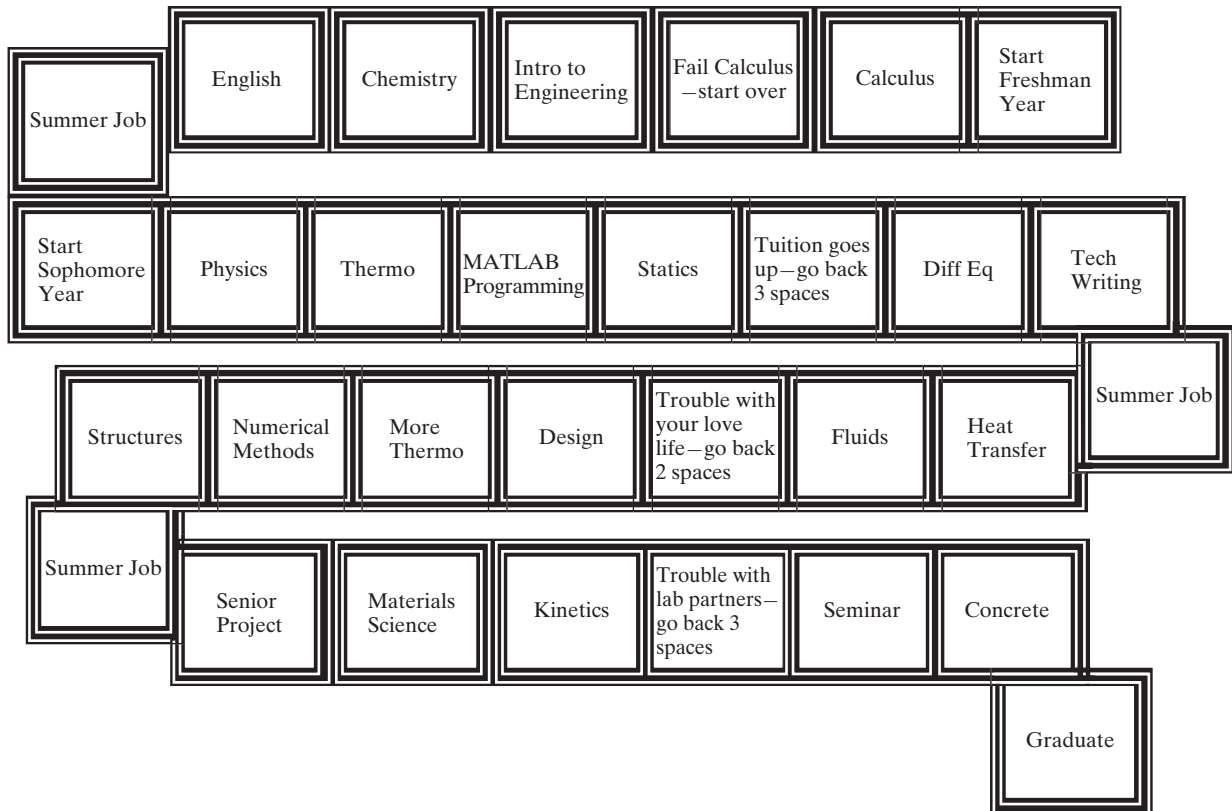 English
Chemistry
Intro to
Engineering
Fail Calculus
—start over
Calculus
Start
Freshman
Year
Summer Job
Start
Sophomore
Year
Physics
Thermo
MATLAB
Programming
Statics
Tuition goes
up—go back
3 spaces
Diff Eq
Tech
Writing
Summer Job
Structures
Numerical
Methods
More
Thermo
Design
Trouble with
your love
life—go back
2 spaces
Fluids
Heat
Transfer
Summer Job
Senior
Project
Materials
Science
Kinetics
Trouble with
lab partners—
go back 3
spaces
Seminar
Concrete
Graduate